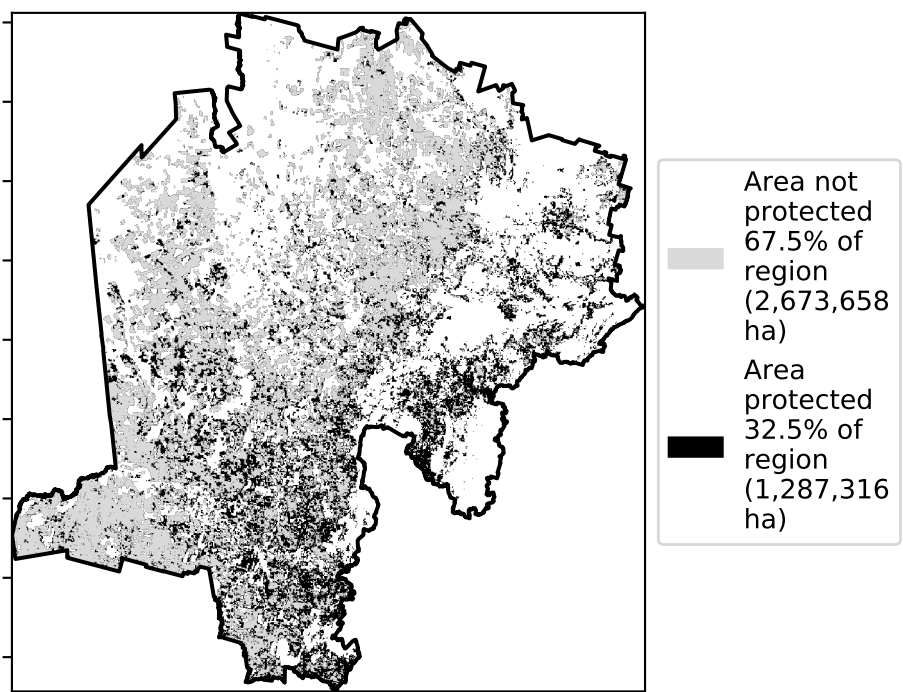 Area not
protected
67.5% of
region
(2,673,658
ha)
Area
protected
32.5% of
region
(1,287,316
ha)